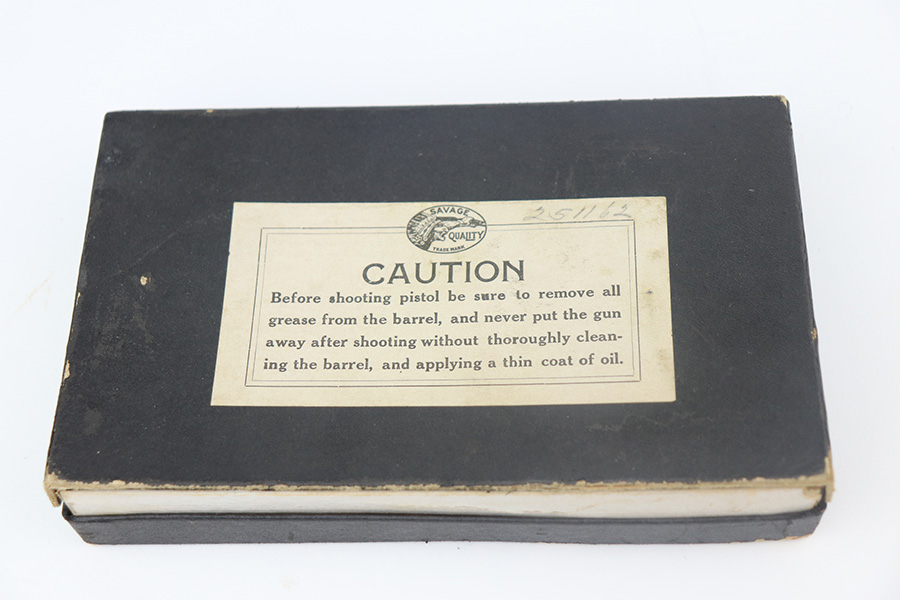 SAVAGE
QUALITY
TRADE MARK
251162
CAUTION
Before shooting pistol be sure to remove all
grease from the barrel, and never put the gun
away after shooting without thoroughly clean-
ing the barrel, and applying a thin coat of oil.